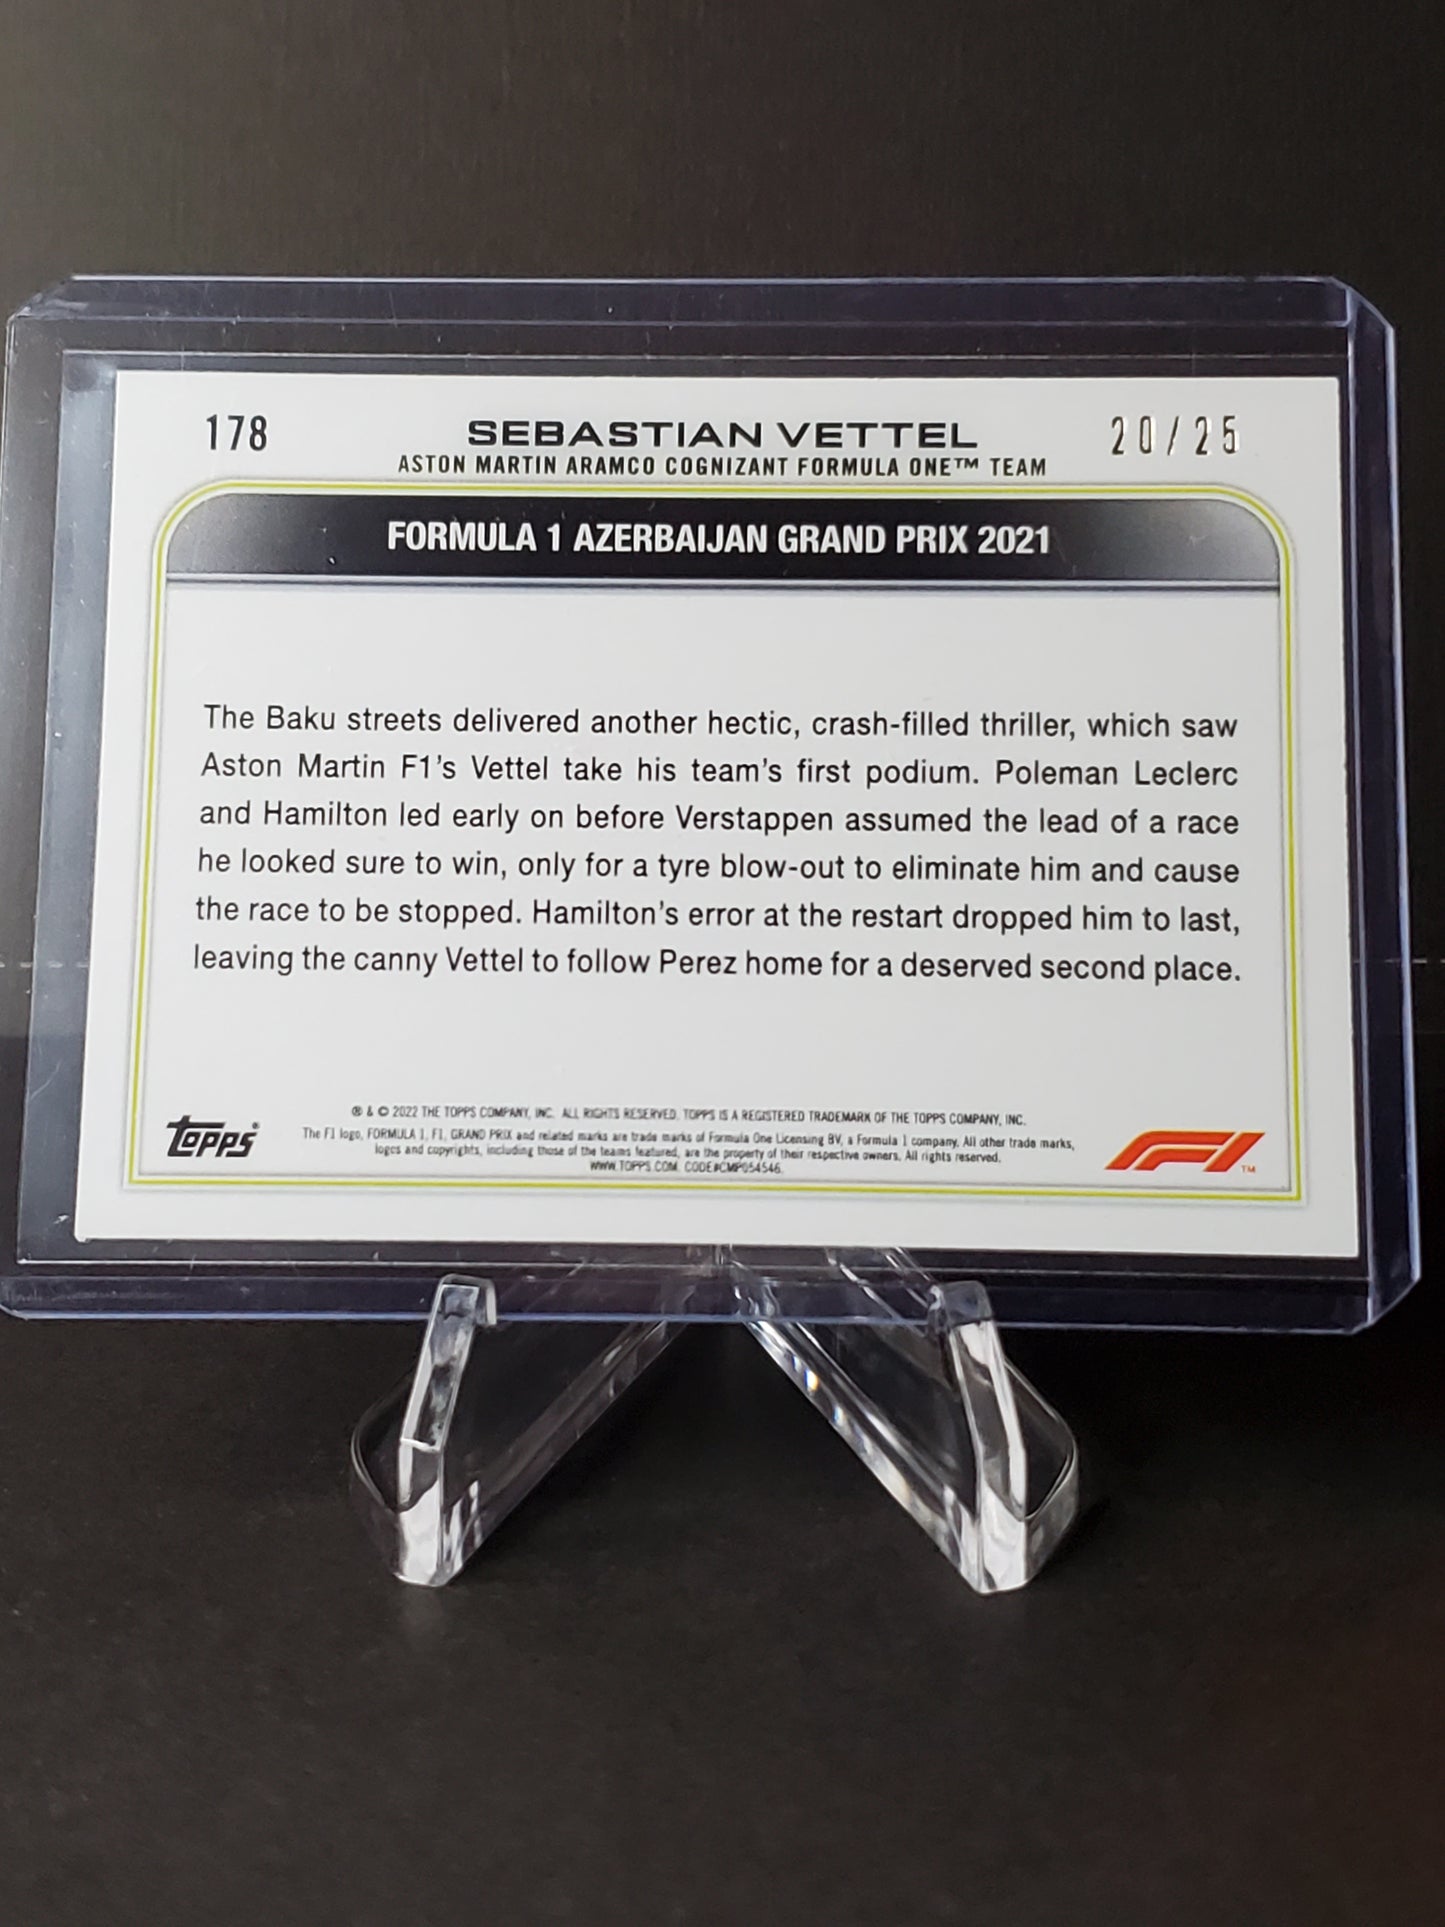 178
SEBASTIAN VETTEL
20/25
ASTON MARTIN ARAMCO COGNIZANT FORMULA ONE™ TEAM
FORMULA 1 AZERBAIJAN GRAND PRIX 2021
The Baku streets delivered another hectic, crash-filled thriller, which saw
Aston Martin F1's Vettel take his team's first podium. Poleman Leclerc
and Hamilton led early on before Verstappen assumed the lead of a race
he looked sure to win, only for a tyre blow-out to eliminate him and cause
the race to be stopped. Hamilton's error at the restart dropped him to last,
leaving the canny Vettel to follow Perez home for a deserved second place.
topps®
® & © 2022 THE TOPPS COMPANY, INC. ALL RIGHTS RESERVED. TOPPS IS A REGISTERED TRADEMARK OF THE TOPPS COMPANY, INC.
The F1 logo, FORMULA 1, F1, GRAND PRIX and related marks are trade marks of Formula One Licensing BV, a Formula 1 company. All other trade marks,
logos and copyrights, including those of the teams featured, are the property of their respective owners. All rights reserved.
WWW.TOPPS.COM. CODE#CMP054546
F1™